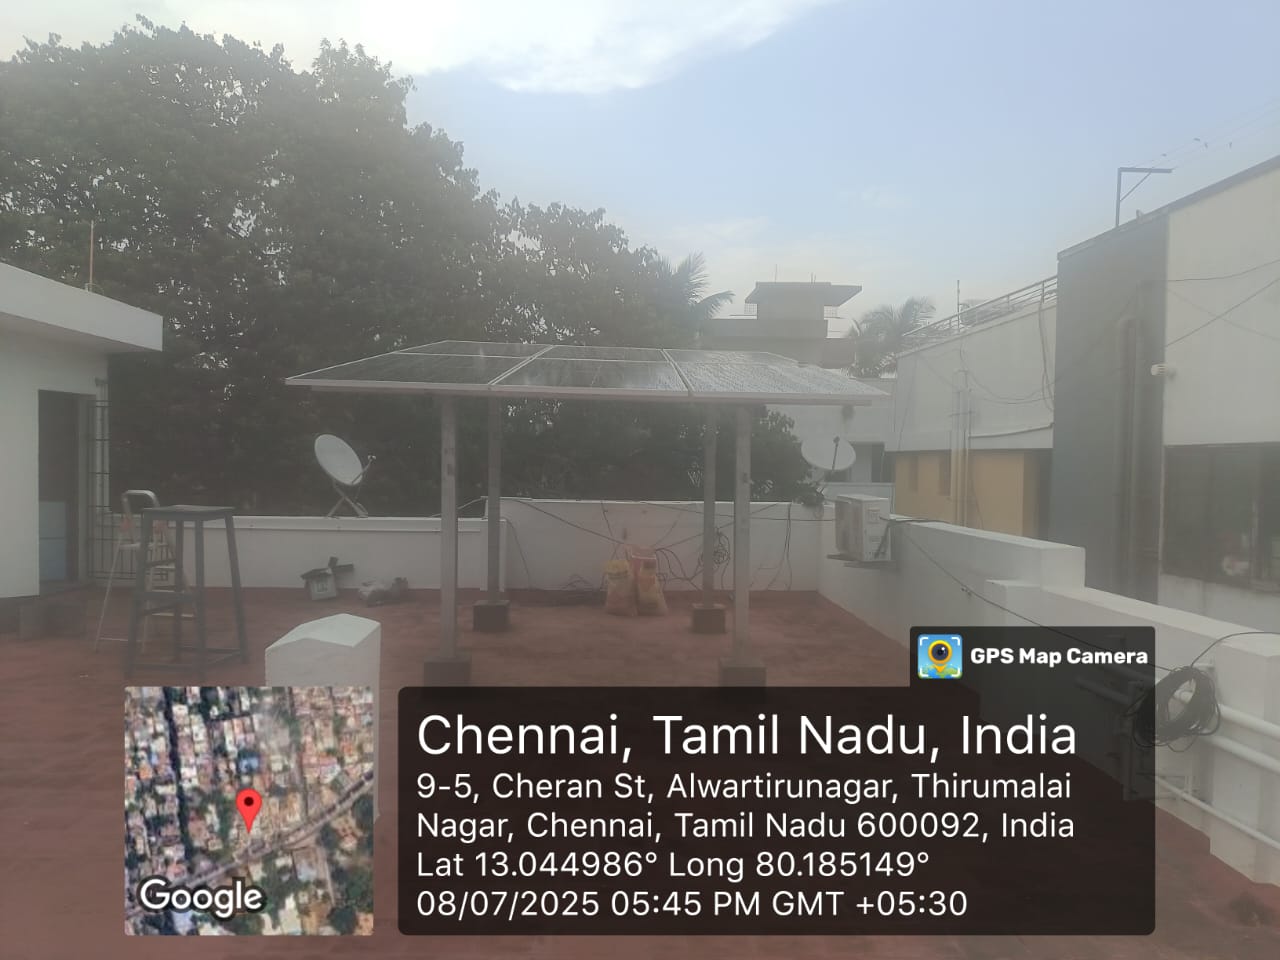 GPS Map Camera
Chennai, Tamil Nadu, India
9-5, Cheran St, Alwartirunagar, Thirumalai
Nagar, Chennai, Tamil Nadu 600092, India
Lat 13.044986° Long 80.185149°
08/07/2025 05:45 PM GMT +05:30
Google